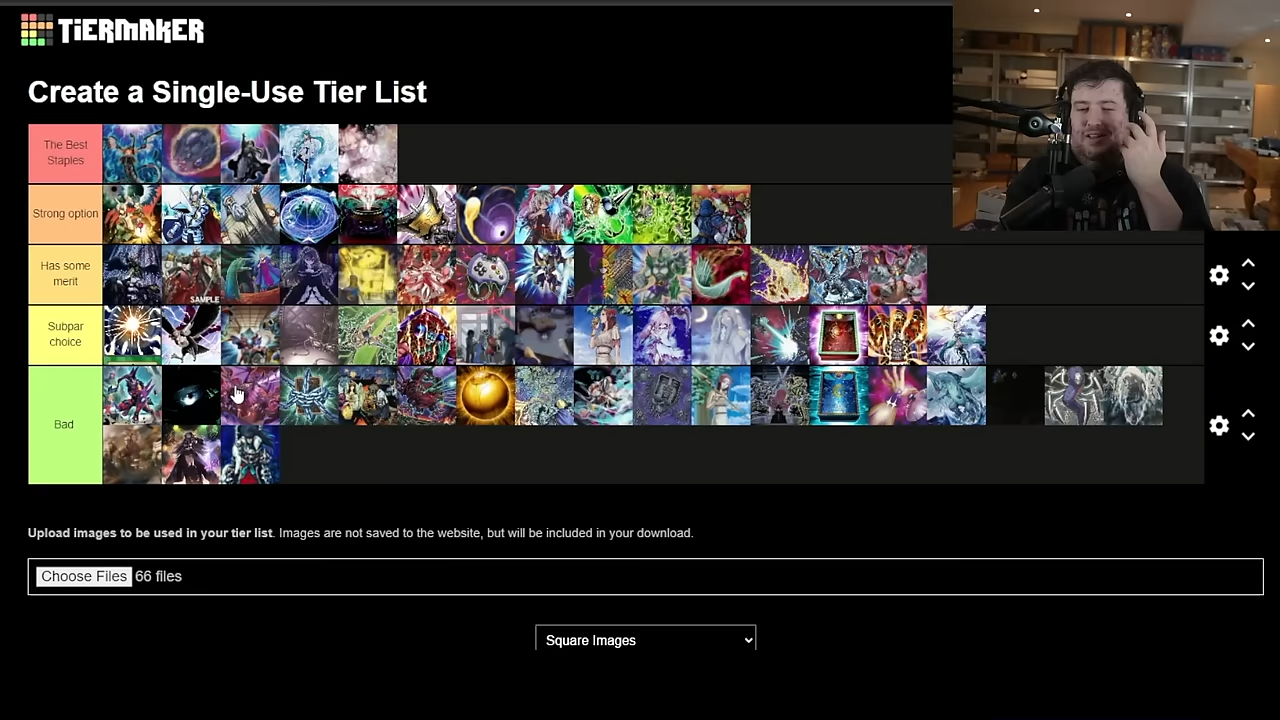 TiERMAKER
Create a Single-Use Tier List
The Best
Staples
Strong option
Has some
merit
SAMPLE
Subpar
choice
Bad
Upload images to be used in your tier list. Images are not saved to the website, but will be included in your download.
Choose Files 66 files
Square Images